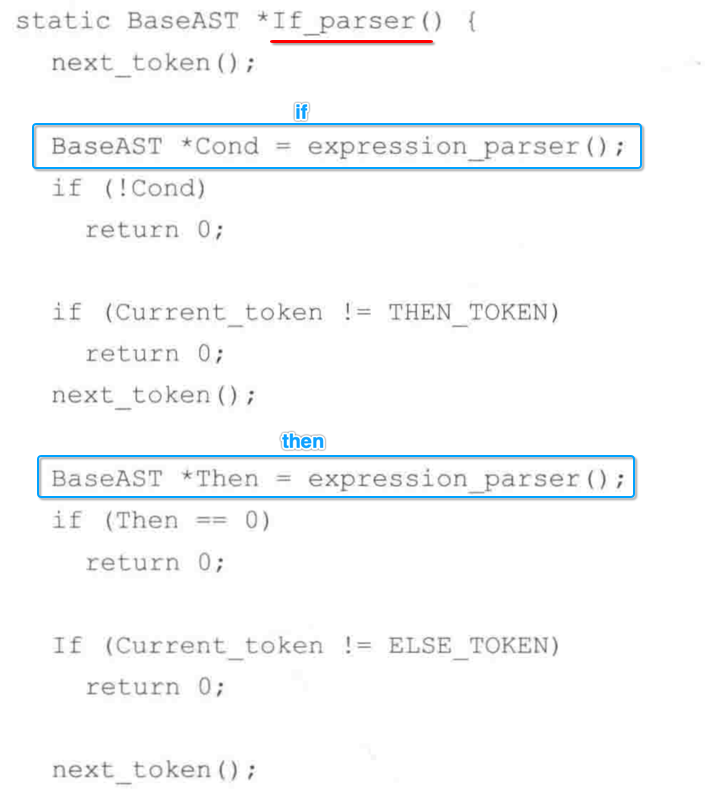 static BaseAST *If_parser() {
next_token();
if
BaseAST *Cond = expression_parser();
if (!Cond)
return 0;
if (Current_token != THEN_TOKEN)
return 0;
next_token();
then
BaseAST *Then = expression_parser();
if (Then == 0)
return 0;
If (Current_token != ELSE_TOKEN)
return 0;
next_token();